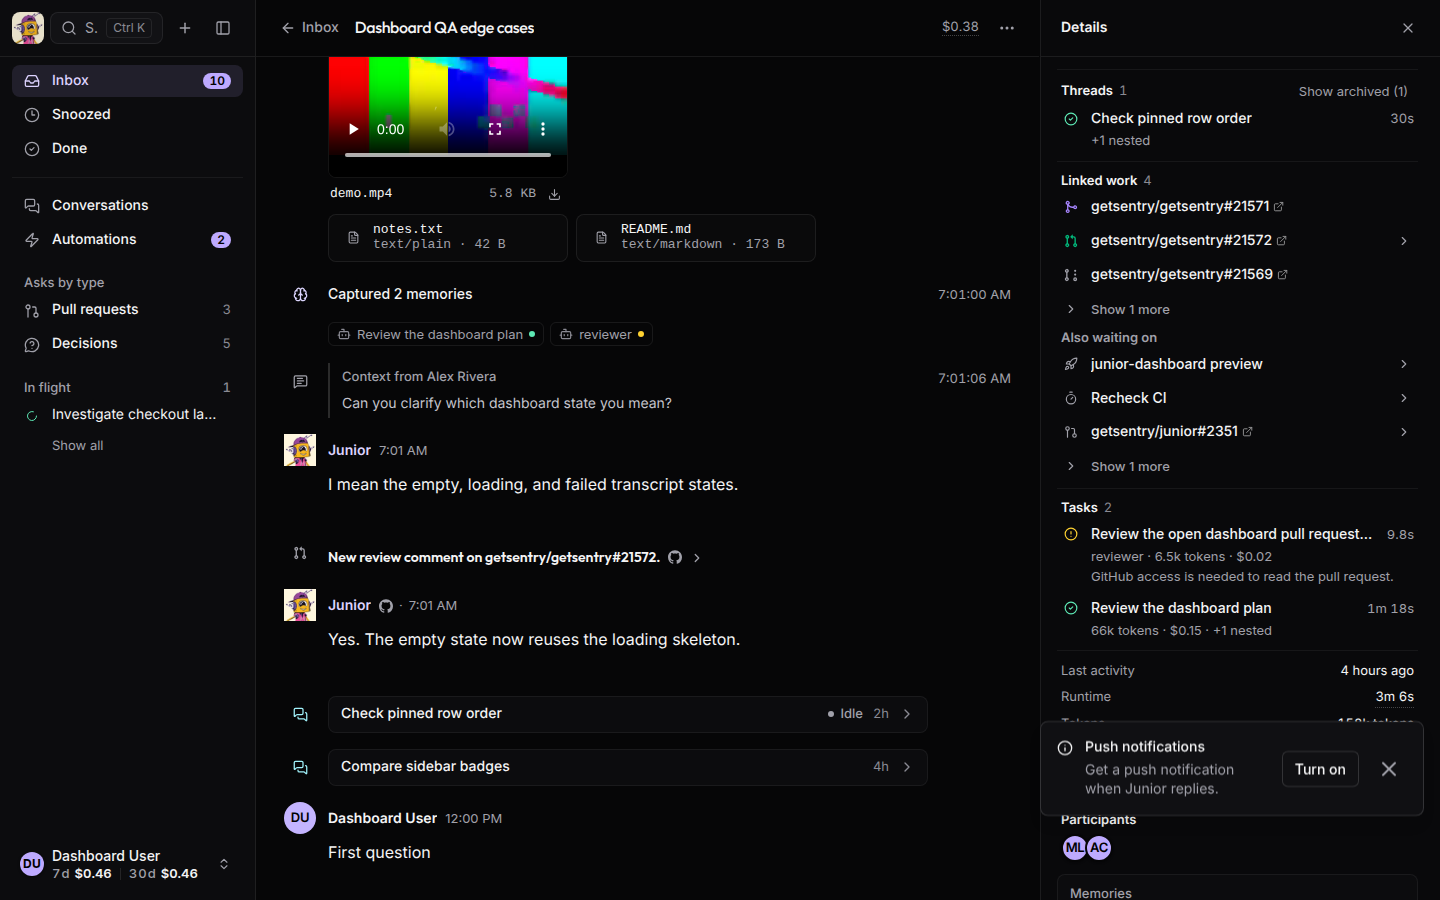 S. Ctrl K
Inbox 10
Snoozed
Done
Conversations
Automations 2
Asks by type
Pull requests 3
Decisions 5
In flight 1
Investigate checkout la...
Show all
DU Dashboard User
7d $0.46 30d $0.46
Inbox Dashboard QA edge cases $0.38
0:00
demo.mp4 5.8 KB
notes.txt
text/plain · 42 B
README.md
text/markdown · 173 B
Captured 2 memories 7:01:00 AM
Review the dashboard plan reviewer
Context from Alex Rivera 7:01:06 AM
Can you clarify which dashboard state you mean?
Junior 7:01 AM
I mean the empty, loading, and failed transcript states.
New review comment on getsentry/getsentry#21572.
Junior · 7:01 AM
Yes. The empty state now reuses the loading skeleton.
Check pinned row order Idle 2h
Compare sidebar badges 4h
DU Dashboard User 12:00 PM
First question
Details
Threads 1 Show archived (1)
Check pinned row order 30s
+1 nested
Linked work 4
getsentry/getsentry#21571
getsentry/getsentry#21572
getsentry/getsentry#21569
Show 1 more
Also waiting on
junior-dashboard preview
Recheck CI
getsentry/junior#2351
Show 1 more
Tasks 2
Review the open dashboard pull request... 9.8s
reviewer · 6.5k tokens · $0.02
GitHub access is needed to read the pull request.
Review the dashboard plan 1m 18s
66k tokens · $0.15 · +1 nested
Last activity 4 hours ago
Runtime 3m 6s
Push notifications
Get a push notification
when Junior replies.
Turn on
Participants
ML AC
Memories